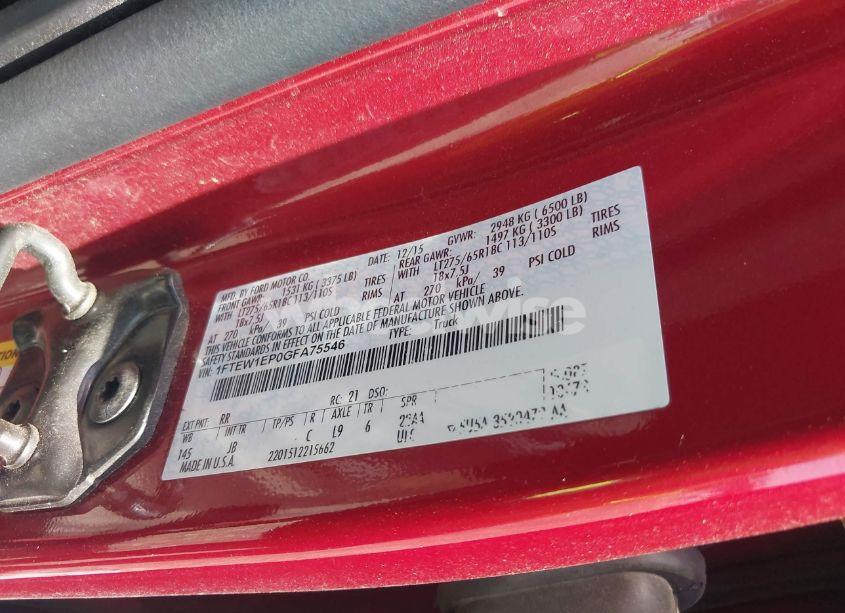 MFD. BY FORD MOTOR CO. DATE: 12/15 GVWR: 2948 KG ( 6500 LB)
FRONT GAWR: 1531 KG ( 3375 LB) REAR GAWR: 1497 KG ( 3300 LB)
WITH LT275/65R18C 113/110S TIRES WITH LT275/65R18C 113/110S TIRES
18x7.5J RIMS 18x7.5J RIMS
AT 270 kPa/ 39 PSI COLD AT 270 kPa/ 39 PSI COLD
THIS VEHICLE CONFORMS TO ALL APPLICABLE FEDERAL MOTOR VEHICLE
SAFETY STANDARDS IN EFFECT ON THE DATE OF MANUFACTURE SHOWN ABOVE.
VIN: 1FTEW1EP0GFA75546 TYPE: Truck
EXT PNT: RR RC: 21 DSO:
WB INT TR TP/PS R AXLE TR SPR
145 JB C L9 6
MADE IN U.S.A. 2201512215662